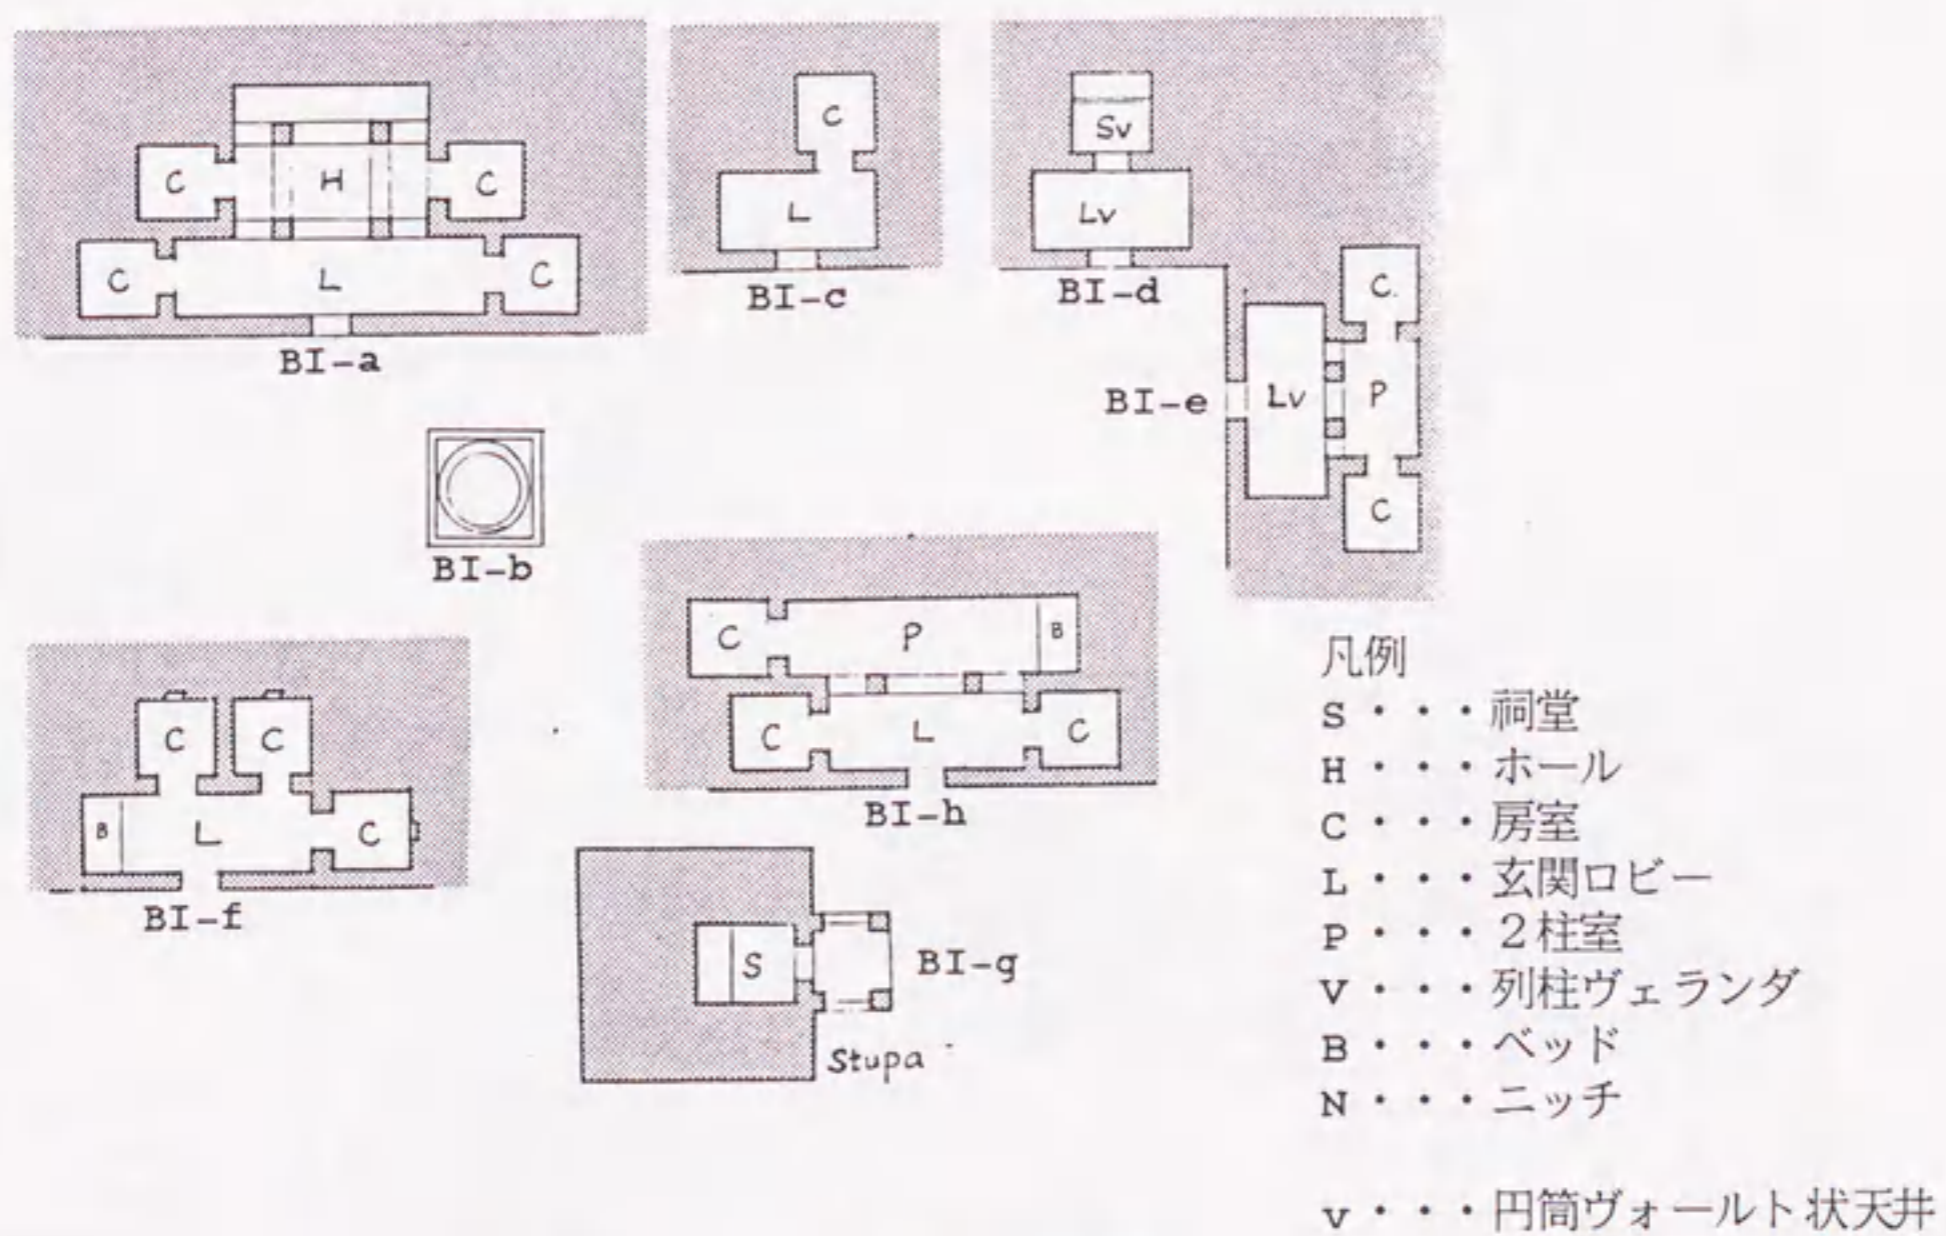 C H C
C L C
BI-a
C
L
BI-c
Sv
Lv
BI-d
C.
BI-e Lv P
C
BI-b
C P B
C L C
BI-h
C C
B L C
BI-f
S BI-g
Stupa
凡例
S・・・祠堂
H・・・ホール
C・・・房室
L・・・玄関ロビー
P・・・2柱室
V・・・列柱ヴェランダ
B・・・ベッド
N・・・ニッチ
v・・・円筒ヴォールト状天井